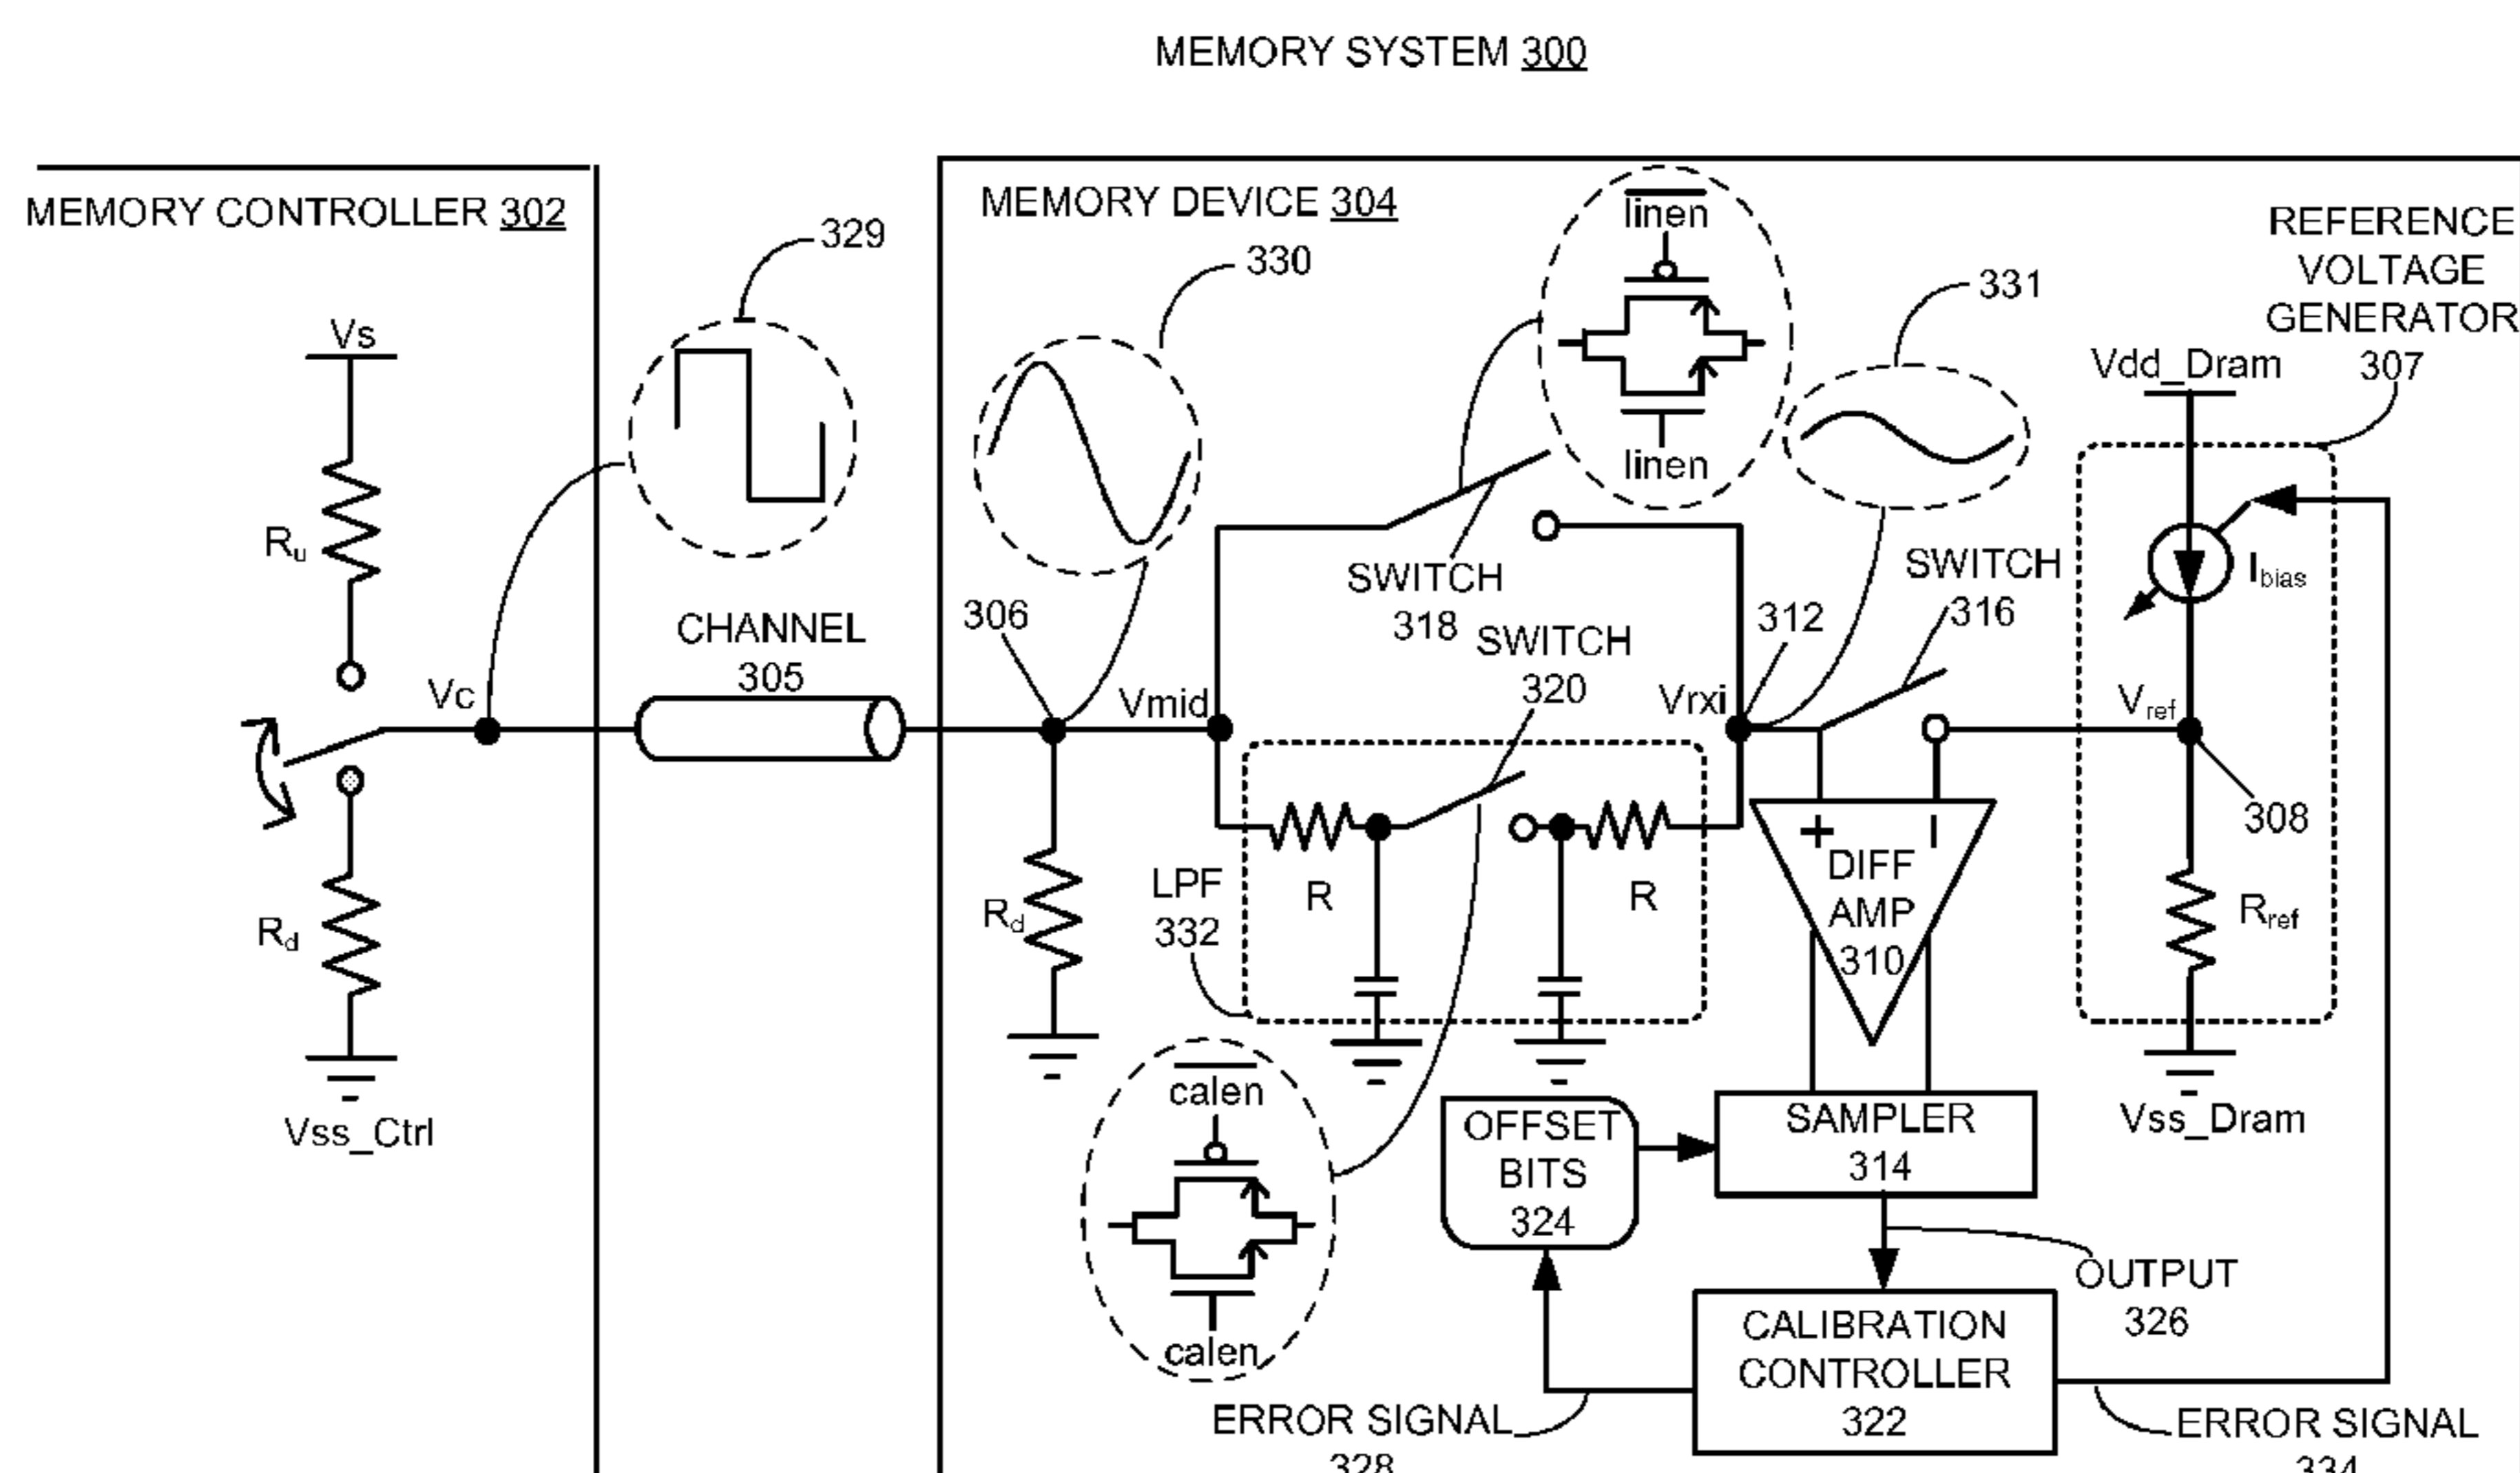 MEMORY SYSTEM 300
MEMORY CONTROLLER 302
MEMORY DEVICE 304
329
330
linen
linen
331
REFERENCE
VOLTAGE
GENERATOR
307
Vs
Ru
Vc
Rd
Vss_Ctrl
CHANNEL
305
306
Vmid
Rd
SWITCH
318
SWITCH
320
Vrxi
312
SWITCH
316
Vdd_Dram
Ibias
Vref
308
Rref
Vss_Dram
LPF
332
R
R
+
DIFF
AMP
310
calen
calen
OFFSET
BITS
324
SAMPLER
314
OUTPUT
326
CALIBRATION
CONTROLLER
322
ERROR SIGNAL
328
ERROR SIGNAL
334